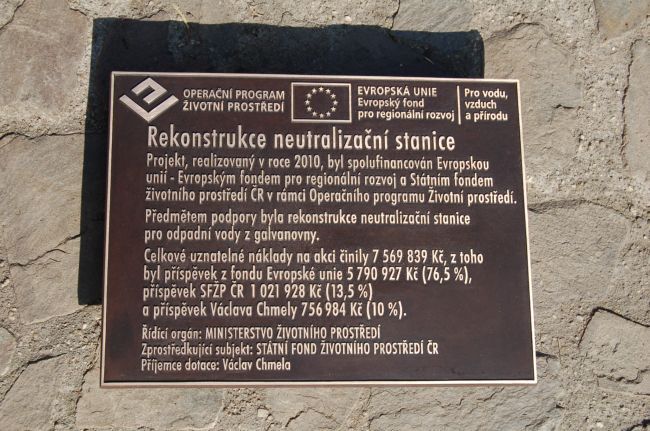 OPERAČNÍ PROGRAM
ŽIVOTNÍ PROSTŘEDÍ
EVROPSKÁ UNIE
Evropský fond
pro regionální rozvoj
Pro vodu,
vzduch
a přírodu
Rekonstrukce neutralizační stanice
Projekt, realizovaný v roce 2010, byl spolufinancován Evropskou
unií - Evropským fondem pro regionální rozvoj a Státním fondem
životního prostředí ČR v rámci Operačního programu Životní prostředí.
Předmětem podpory byla rekonstrukce neutralizační stanice
pro odpadní vody z galvanovny.
Celkové uznatelné náklady na akci činily 7 569 839 Kč, z toho
byl příspěvek z fondu Evropské unie 5 790 927 Kč (76,5 %),
příspěvek SFŽP ČR 1 021 928 Kč (13,5 %)
a příspěvek Václava Chmely 756 984 Kč (10 %).
Řídící orgán: MINISTERSTVO ŽIVOTNÍHO PROSTŘEDÍ
Zprostředkující subjekt: STÁTNÍ FOND ŽIVOTNÍHO PROSTŘEDÍ ČR
Příjemce dotace: Václav Chmela